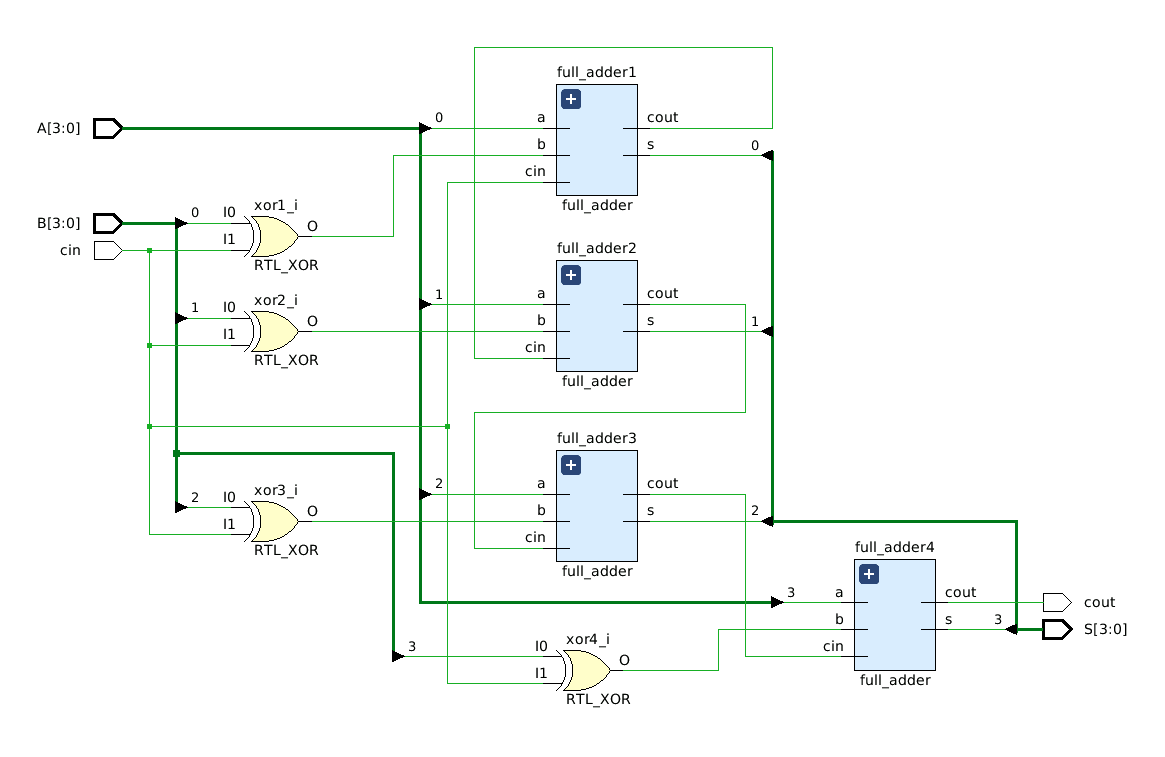 full_adder1
A[3:0]
0
a
cout
b
s
0
cin
full_adder
B[3:0]
0
I0
xor1_i
O
cin
I1
RTL_XOR
full_adder2
1
I0
xor2_i
O
I1
RTL_XOR
1
a
cout
b
s
1
cin
full_adder
full_adder3
2
I0
xor3_i
O
I1
RTL_XOR
2
a
cout
b
s
2
cin
full_adder
full_adder4
3
a
cout
cout
b
s
3
S[3:0]
cin
full_adder
3
I0
xor4_i
O
I1
RTL_XOR